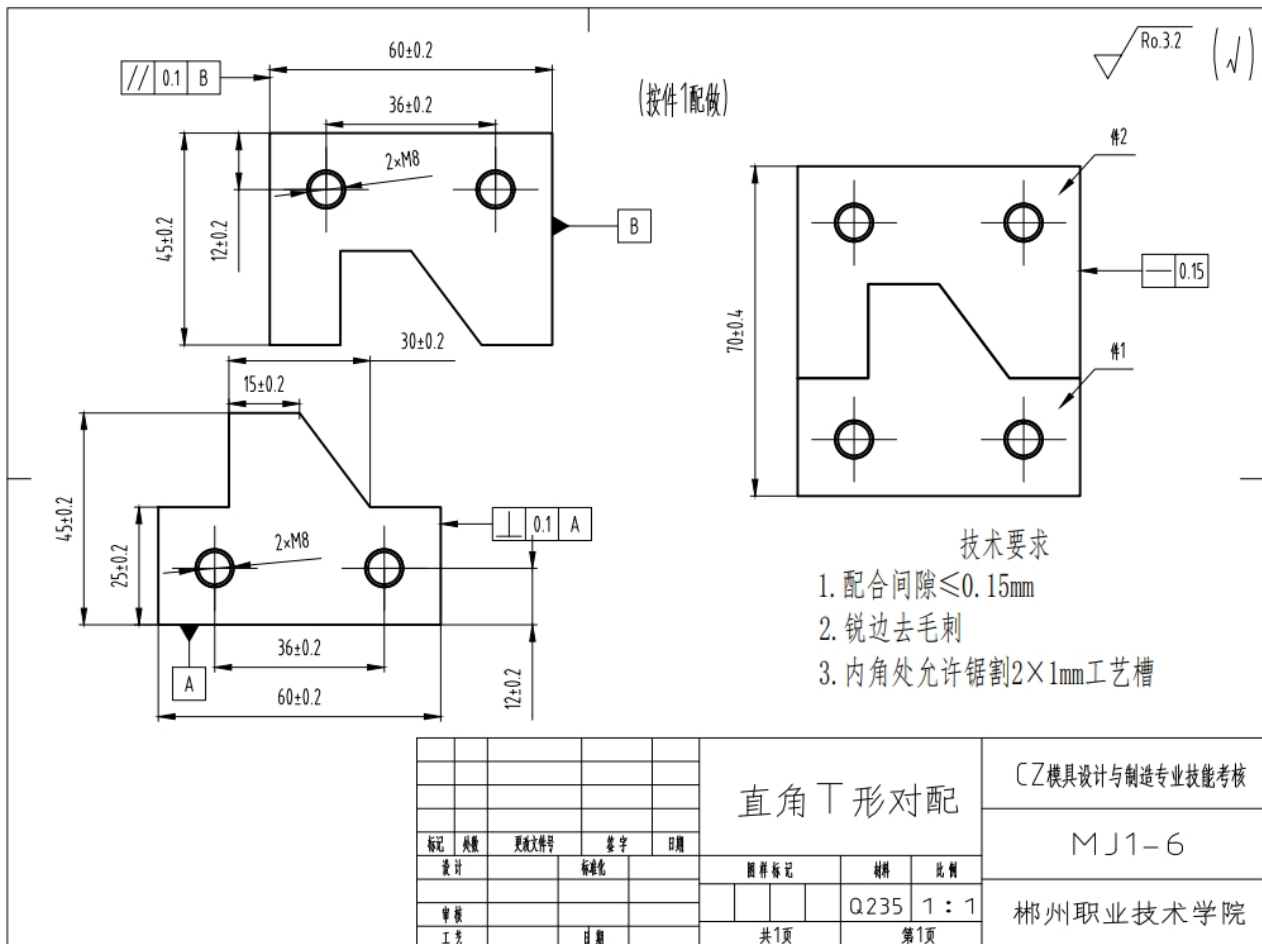 60±0.2
// 0.1 B
36±0.2
(按件1配做)
Ra3.2 (√)
2×M8
45±0.2
12±0.2
B
件2
0.15
70±0.4
件1
30±0.2
15±0.2
45±0.2
25±0.2
2×M8
⊥ 0.1 A
36±0.2
12±0.2
A
60±0.2
技术要求
1.配合间隙≤0.15mm
2.锐边去毛刺
3.内角处允许锯割2×1mm工艺槽
直角T形对配
CZ模具设计与制造专业技能考核
MJ1-6
标记 处数 更改文件号 签字 日期
设计 标准化
图样标记 材料 比例
Q235 1:1
审核
工艺 日期
共1页 第1页
郴州职业技术学院